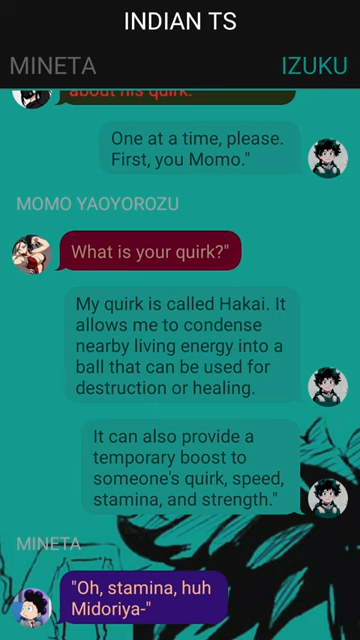 INDIAN TS
MINETA
IZUKU
about his quirk."
One at a time, please.
First, you Momo."
MOMO YAOYOROZU
What is your quirk?"
My quirk is called Hakai. It
allows me to condense
nearby living energy into a
ball that can be used for
destruction or healing.
It can also provide a
temporary boost to
someone's quirk, speed,
stamina, and strength."
MINETA
"Oh, stamina, huh
Midoriya-"